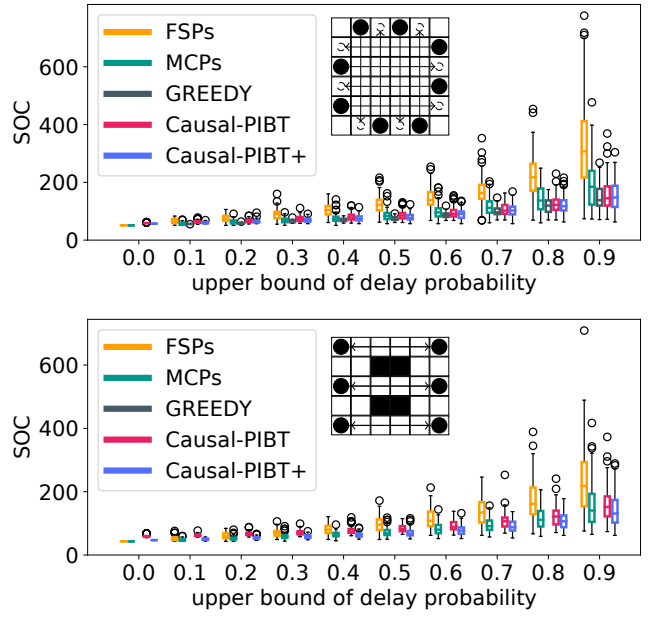 600
400
200
0
SOC
FSPs
MCPs
GREEDY
Causal-PIBT
Causal-PIBT+
0.0 0.1 0.2 0.3 0.4 0.5 0.6 0.7 0.8 0.9
upper bound of delay probability
600
400
200
0
SOC
FSPs
MCPs
GREEDY
Causal-PIBT
Causal-PIBT+
0.0 0.1 0.2 0.3 0.4 0.5 0.6 0.7 0.8 0.9
upper bound of delay probability